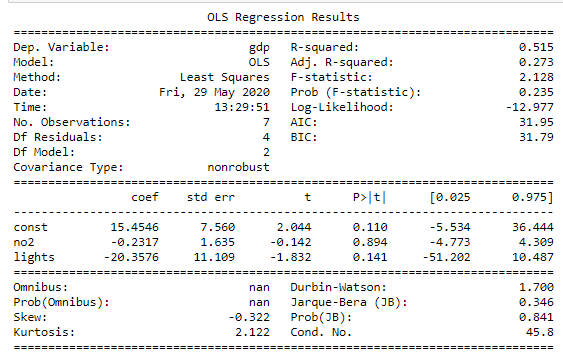 OLS Regression Results
==============================================================================
Dep. Variable:                    gdp   R-squared:                       0.515
Model:                            OLS   Adj. R-squared:                  0.273
Method:                 Least Squares   F-statistic:                     2.128
Date:                Fri, 29 May 2020   Prob (F-statistic):              0.235
Time:                        13:29:51   Log-Likelihood:                -12.977
No. Observations:                   7   AIC:                             31.95
Df Residuals:                       4   BIC:                             31.79
Df Model:                           2
Covariance Type:            nonrobust
==============================================================================
                 coef    std err          t      P>|t|      [0.025      0.975]
------------------------------------------------------------------------------
const         15.4546      7.560      2.044      0.110      -5.534      36.444
no2           -0.2317      1.635     -0.142      0.894      -4.773       4.309
lights       -20.3576     11.109     -1.832      0.141     -51.202      10.487
==============================================================================
Omnibus:                          nan   Durbin-Watson:                   1.700
Prob(Omnibus):                    nan   Jarque-Bera (JB):                0.346
Skew:                          -0.322   Prob(JB):                        0.841
Kurtosis:                       2.122   Cond. No.                         45.8
==============================================================================